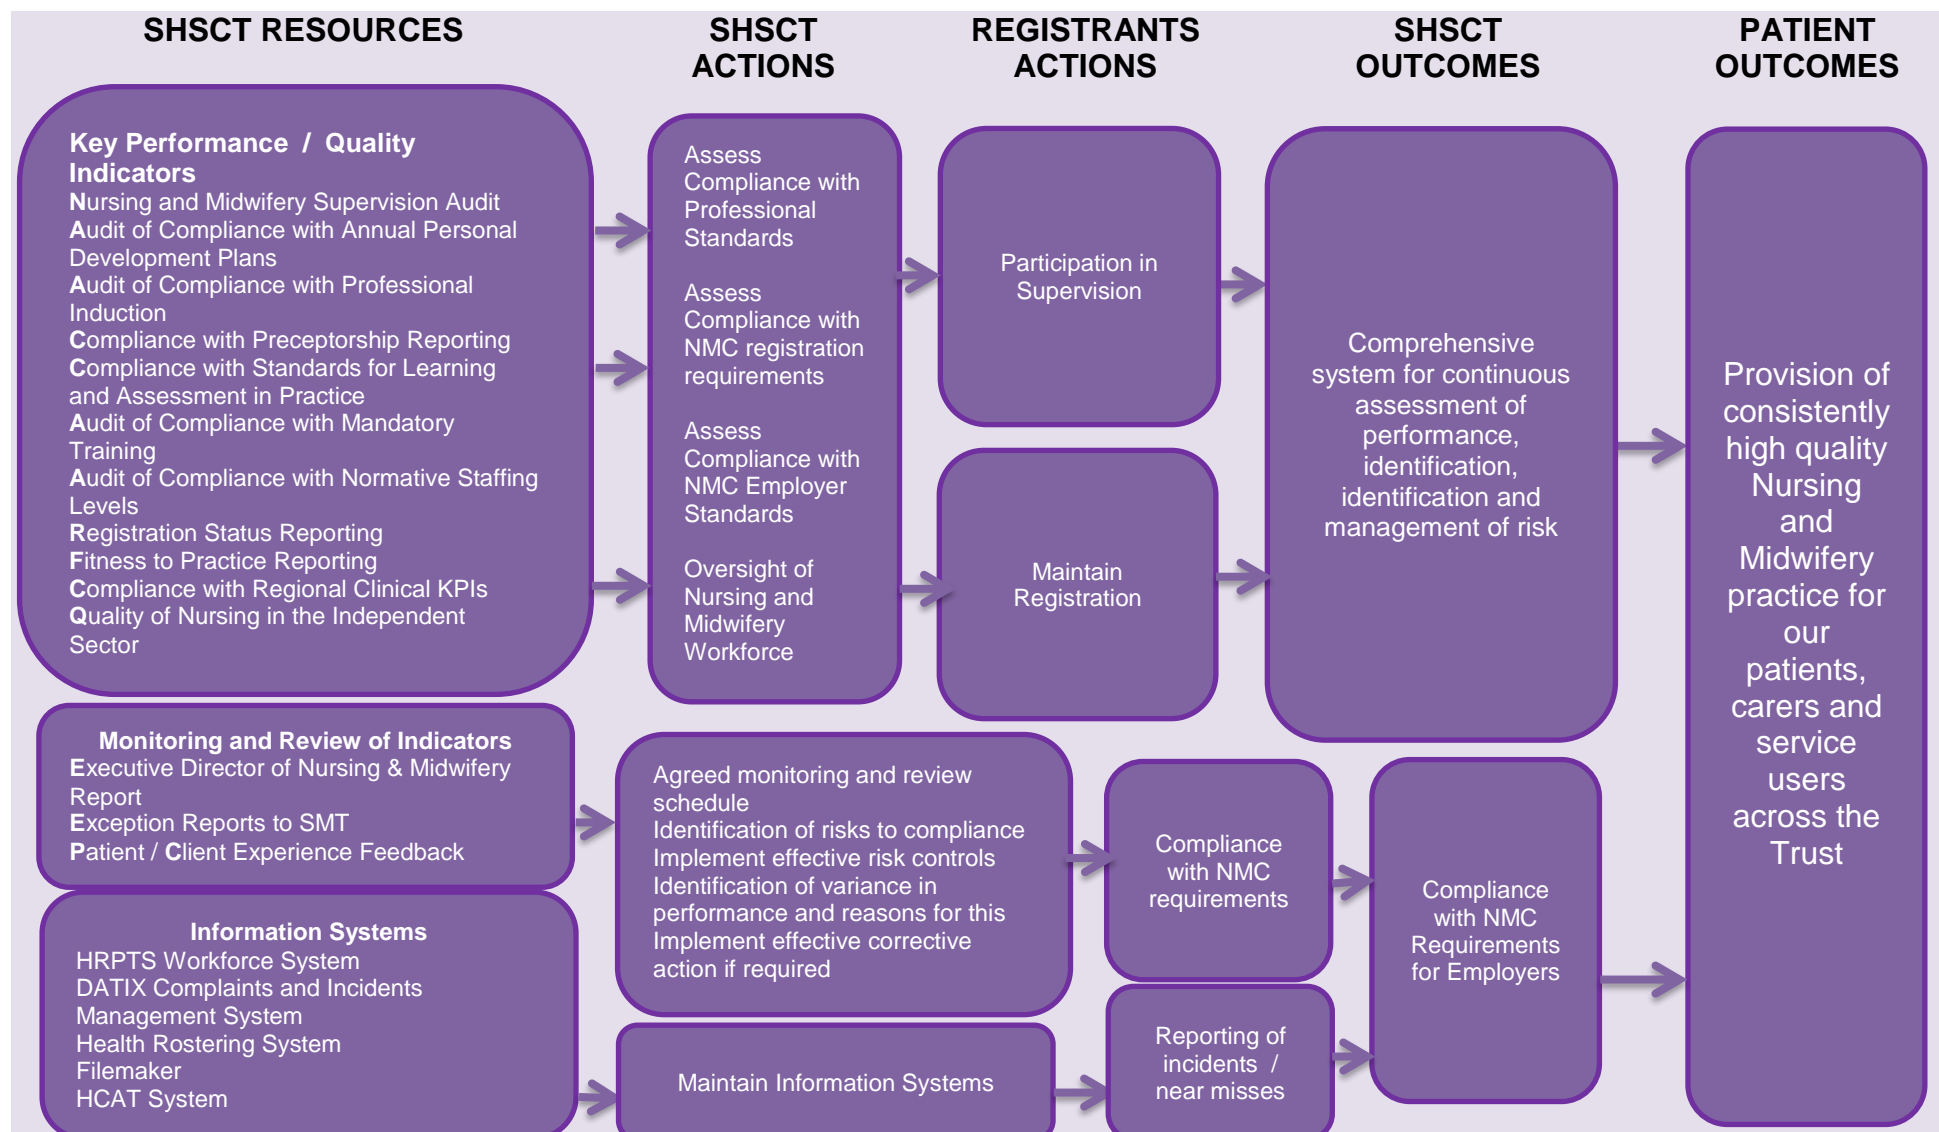 SHSCT RESOURCES
SHSCT
ACTIONS
REGISTRANTS
ACTIONS
SHSCT
OUTCOMES
PATIENT
OUTCOMES
Key Performance / Quality
Indicators
Nursing and Midwifery Supervision Audit
Audit of Compliance with Annual Personal
Development Plans
Audit of Compliance with Professional
Induction
Compliance with Preceptorship Reporting
Compliance with Standards for Learning
and Assessment in Practice
Audit of Compliance with Mandatory
Training
Audit of Compliance with Normative Staffing
Levels
Registration Status Reporting
Fitness to Practice Reporting
Compliance with Regional Clinical KPIs
Quality of Nursing in the Independent
Sector
Assess
Compliance with
Professional
Standards
Assess
Compliance with
NMC registration
requirements
Assess
Compliance with
NMC Employer
Standards
Oversight of
Nursing and
Midwifery
Workforce
Participation in
Supervision
Maintain
Registration
Comprehensive
system for continuous
assessment of
performance,
identification,
identification and
management of risk
Provision of
consistently
high quality
Nursing
and
Midwifery
practice for
our
patients,
carers and
service
users
across the
Trust
Monitoring and Review of Indicators
Executive Director of Nursing & Midwifery
Report
Exception Reports to SMT
Patient / Client Experience Feedback
Agreed monitoring and review
schedule
Identification of risks to compliance
Implement effective risk controls
Identification of variance in
performance and reasons for this
Implement effective corrective
action if required
Compliance
with NMC
requirements
Compliance
with NMC
Requirements
for Employers
Information Systems
HRPTS Workforce System
DATIX Complaints and Incidents
Management System
Health Rostering System
Filemaker
HCAT System
Maintain Information Systems
Reporting of
incidents /
near misses